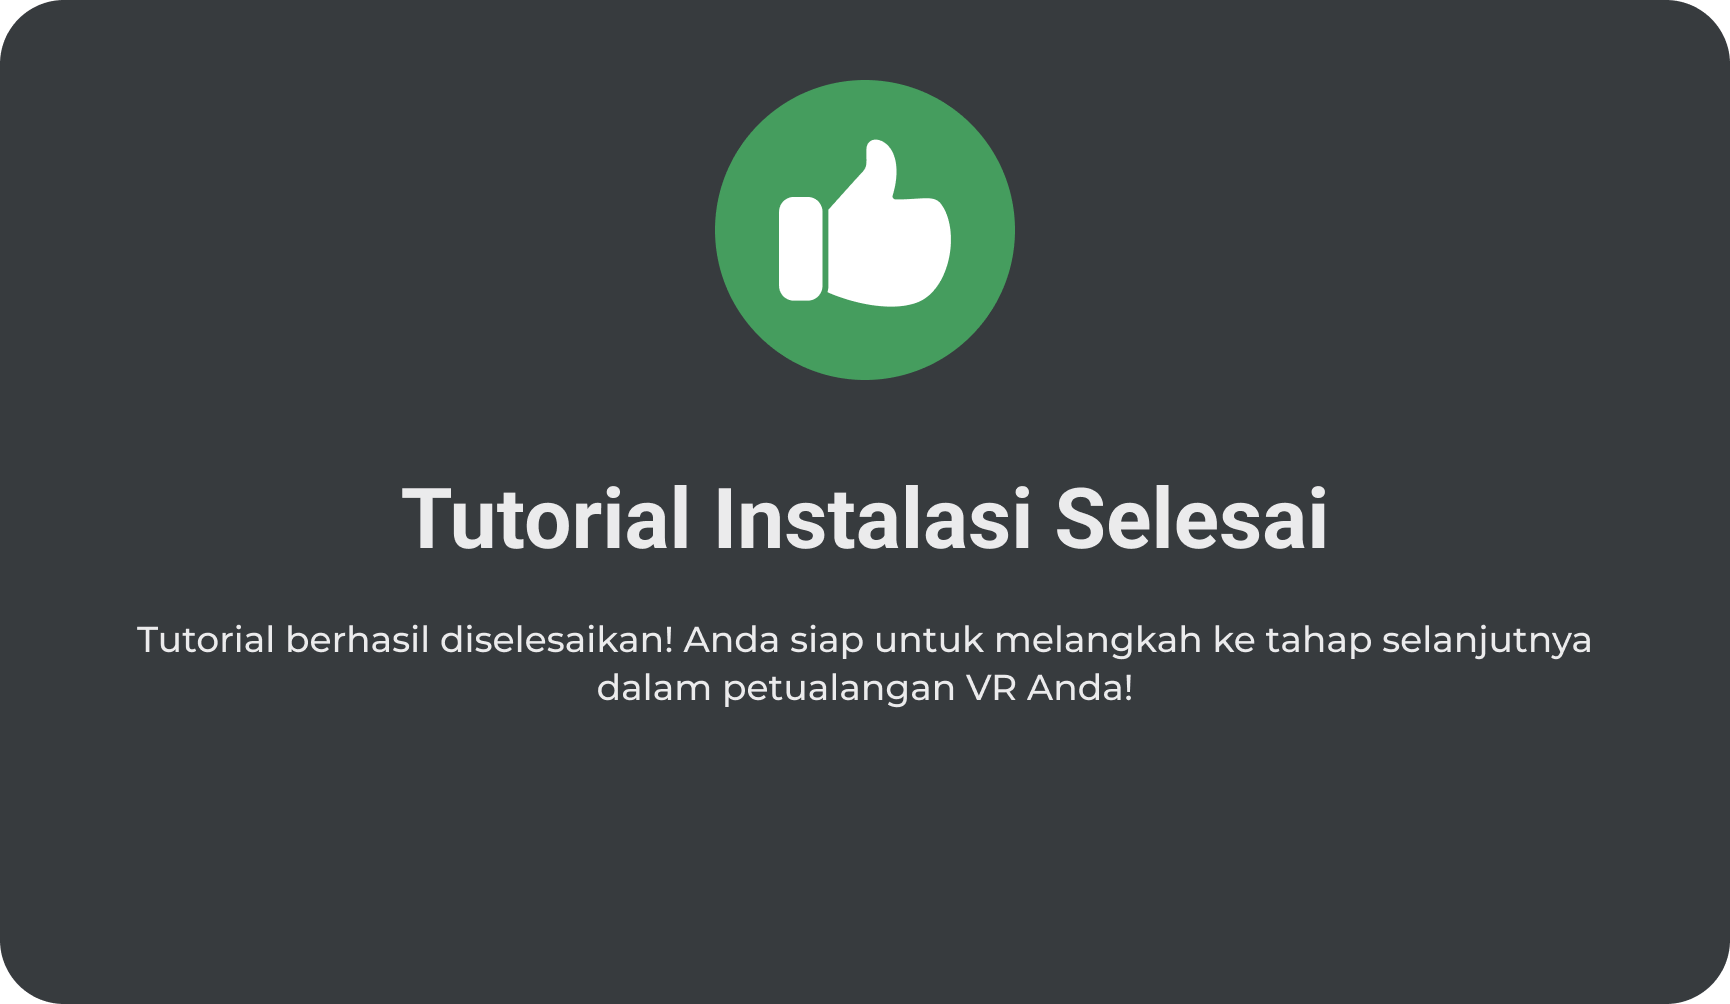 Tutorial Instalasi Selesai
Tutorial berhasil diselesaikan! Anda siap untuk melangkah ke tahap selanjutnya
dalam petualangan VR Anda!